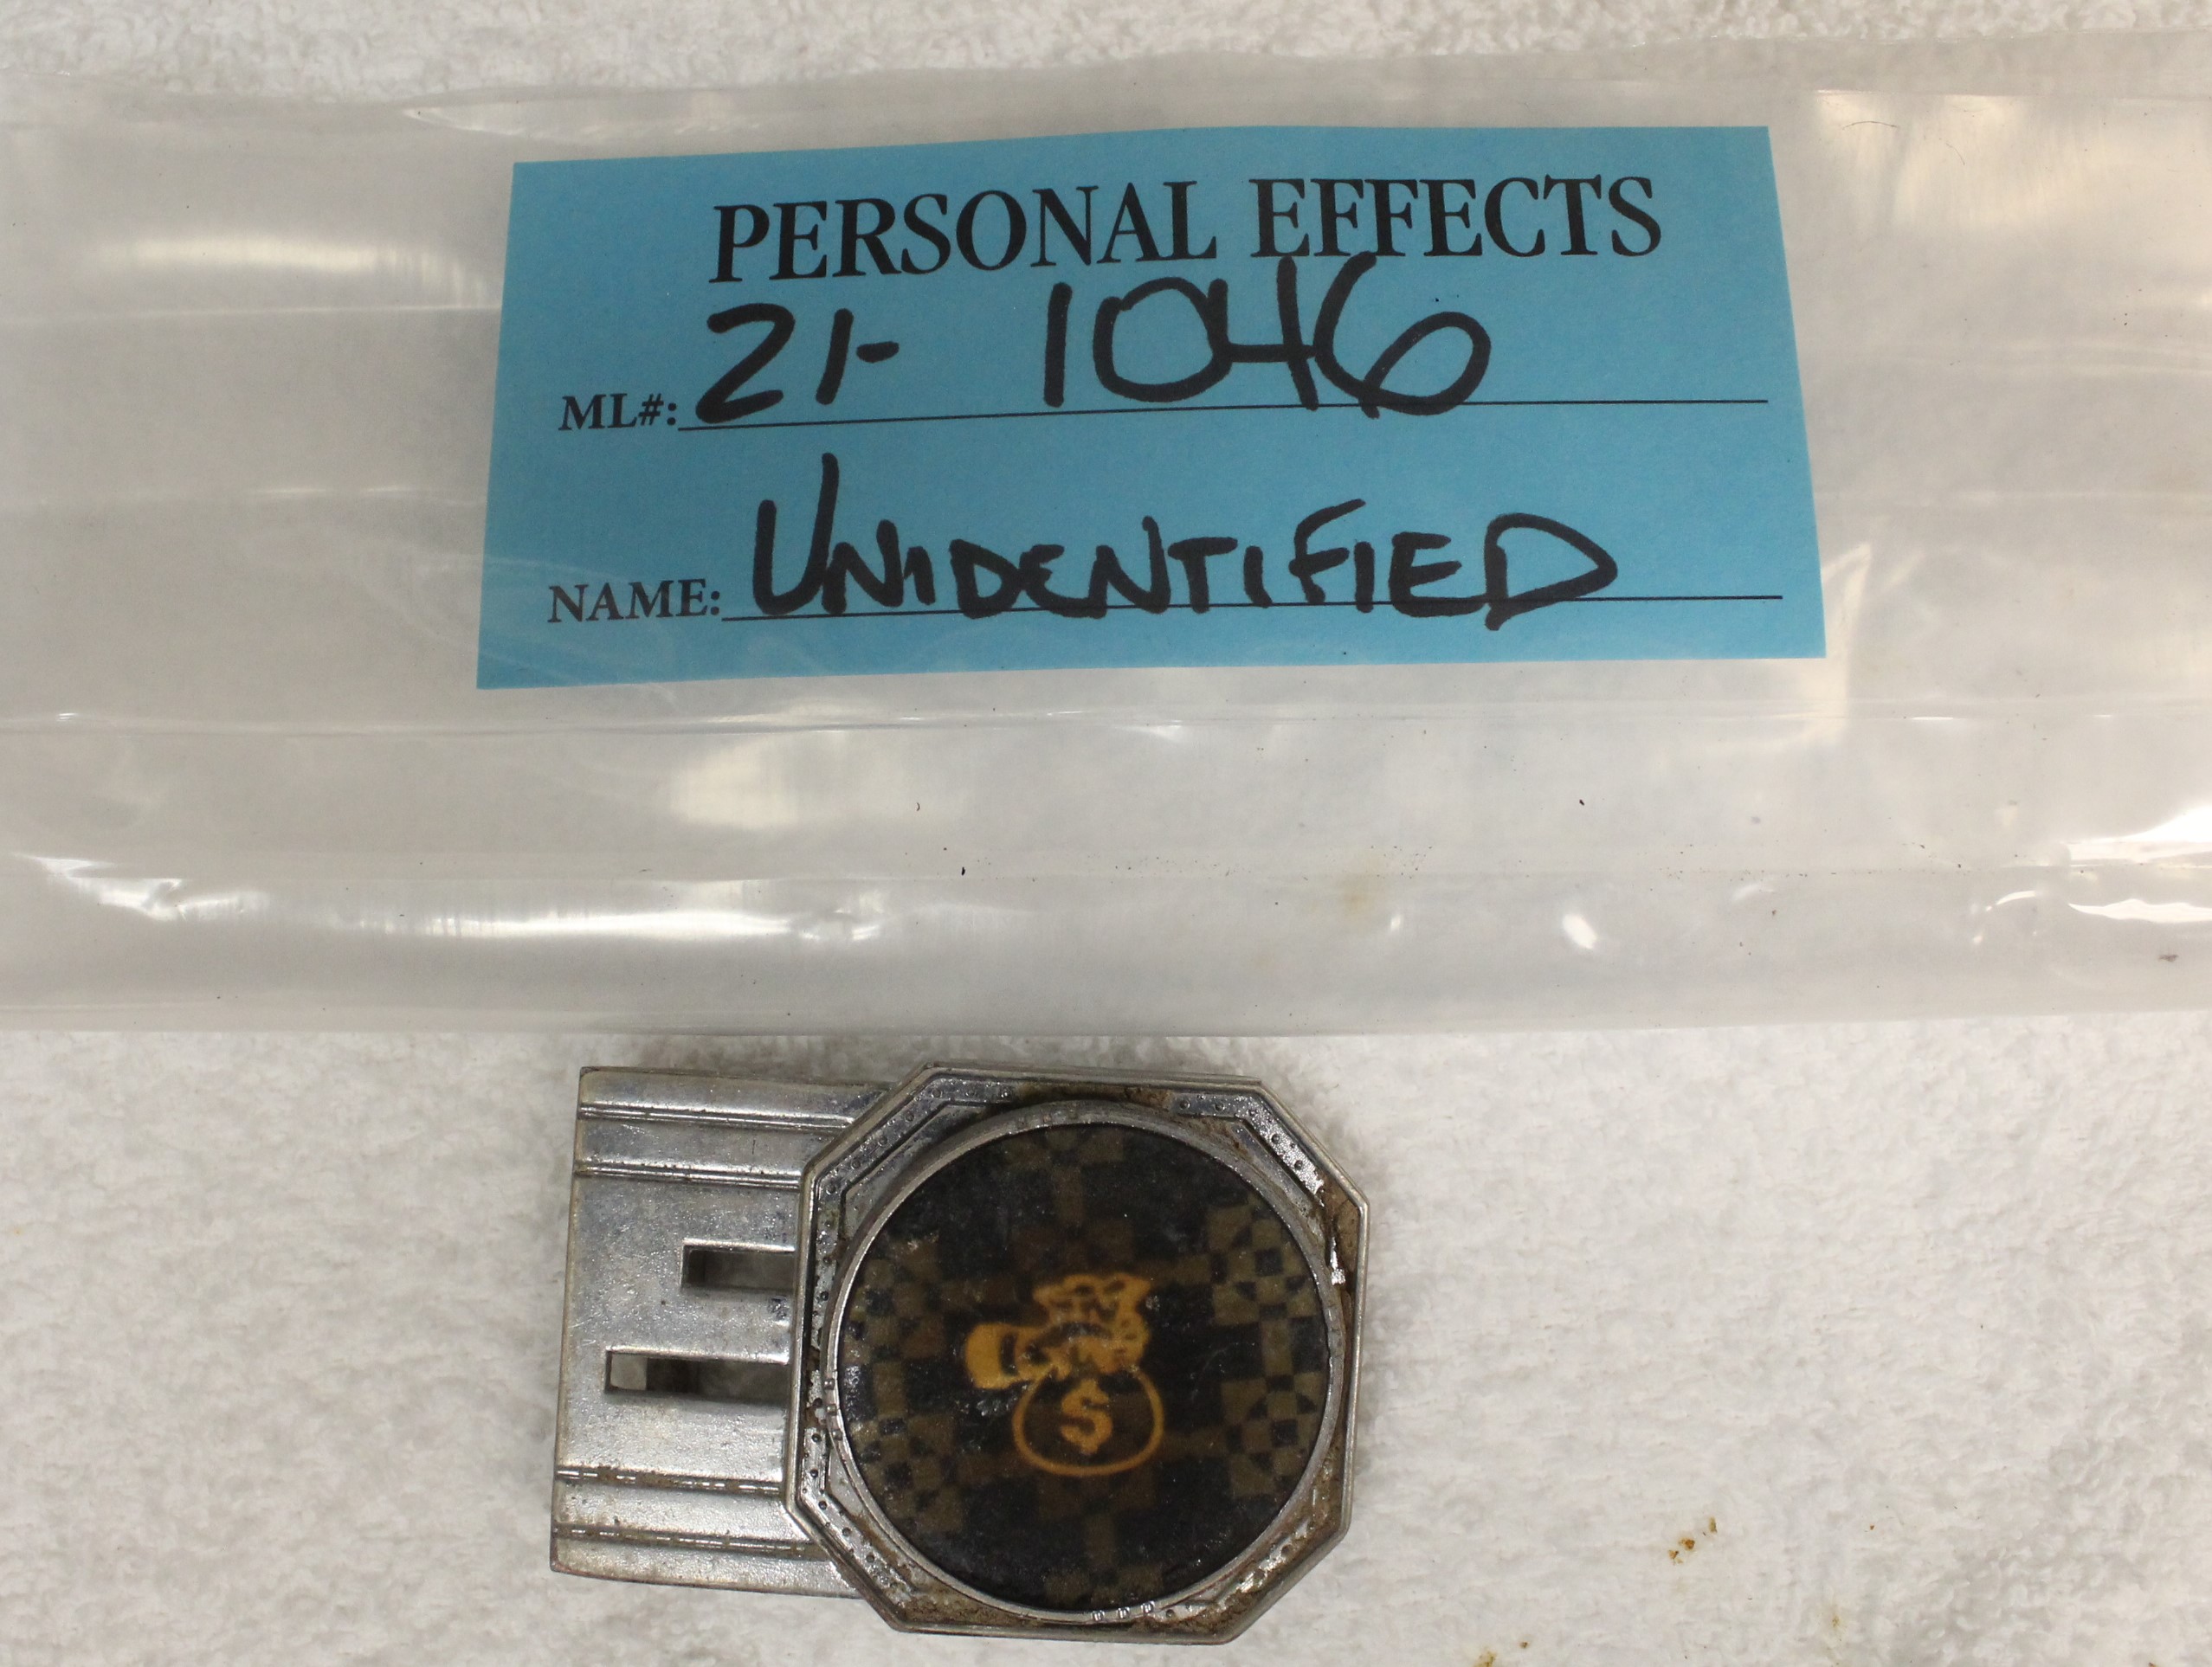 PERSONAL EFFECTS
ML#: 21- 1046
NAME: UNIDENTIFIED
$